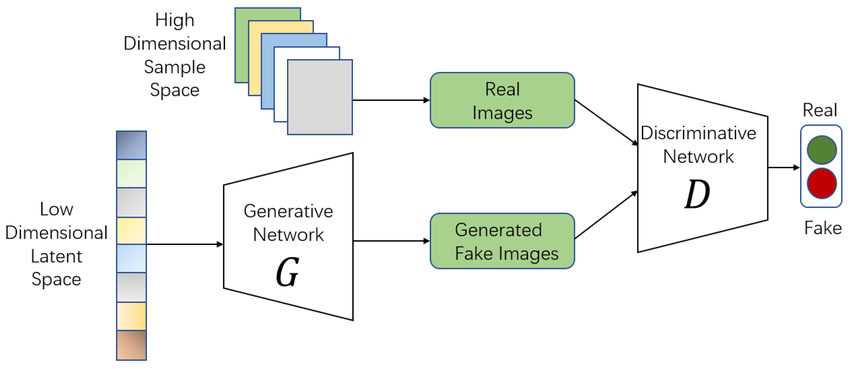 High
Dimensional
Sample
Space
Real
Images
Discriminative
Network
D
Real
Fake
Low
Dimensional
Latent
Space
Generative
Network
G
Generated
Fake Images